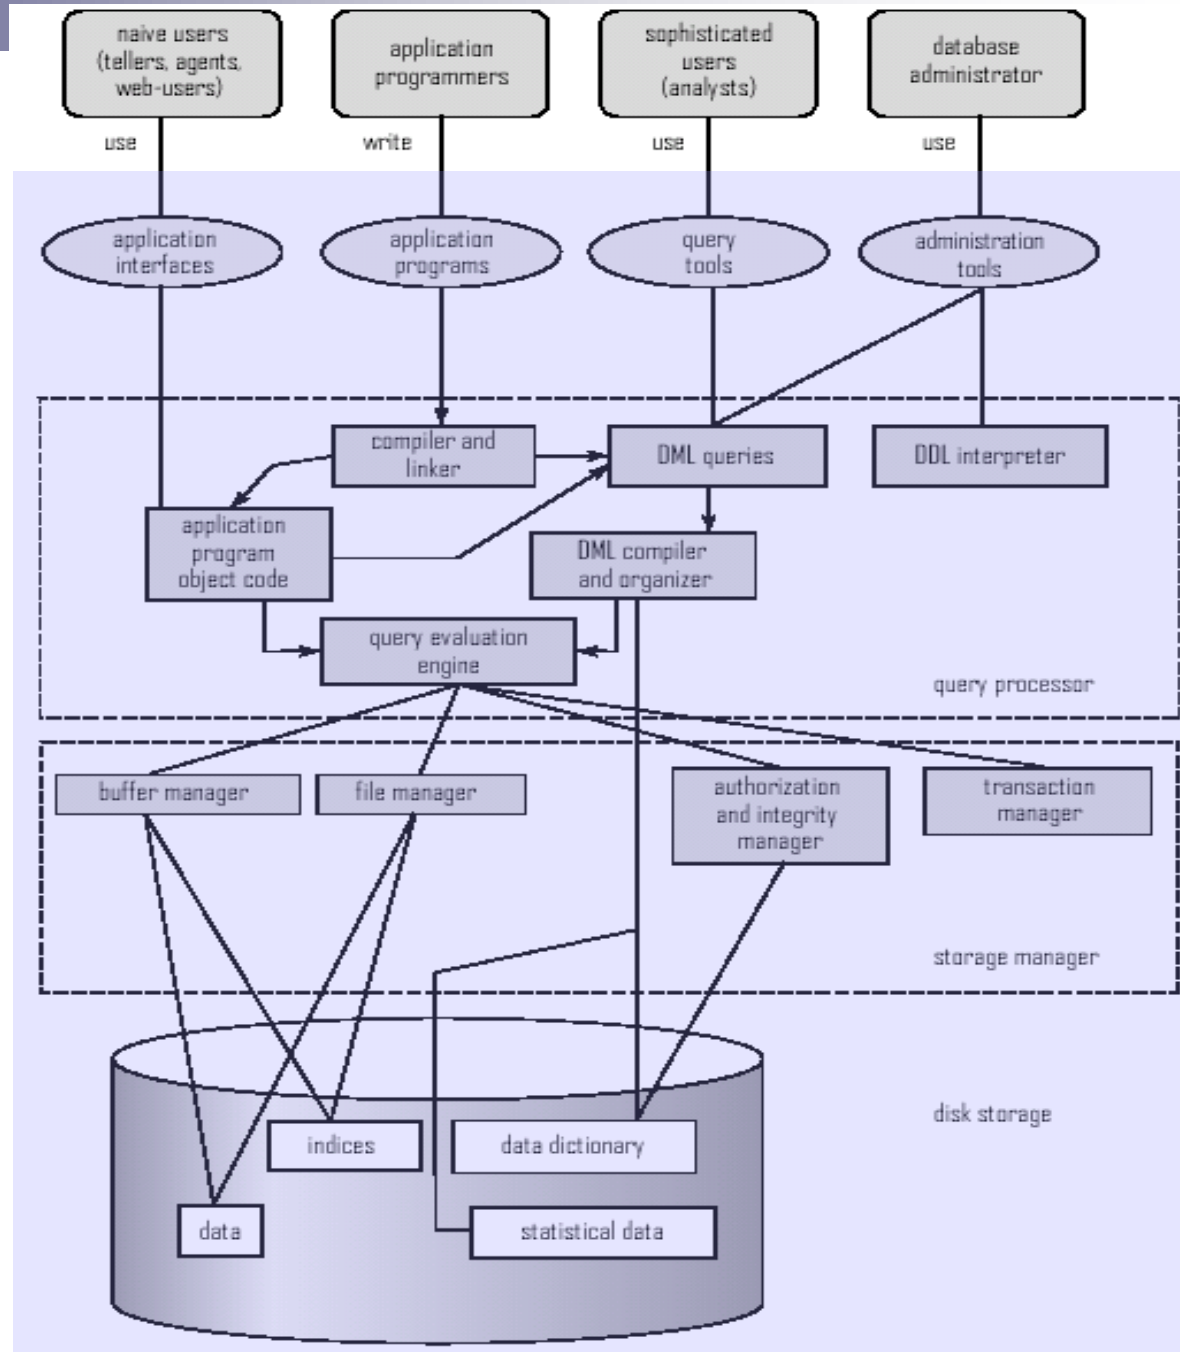 naive users
(tellers, agents,
web-users)
application
programmers
sophisticated
users
(analysts)
database
administrator
use
write
use
use
application
interfaces
application
programs
query
tools
administration
tools
compiler and
linker
DML queries
DDL interpreter
application
program
object code
DML compiler
and organizer
query evaluation
engine
query processor
buffer manager
file manager
authorization
and integrity
manager
transaction
manager
storage manager
disk storage
indices
data dictionary
data
statistical data